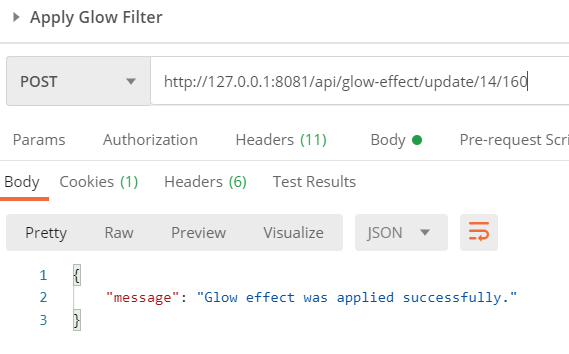 Apply Glow Filter
POST http://127.0.0.1:8081/api/glow-effect/update/14/160
Params Authorization Headers (11) Body Pre-request Scri
Body Cookies (1) Headers (6) Test Results
Pretty Raw Preview Visualize JSON
1 {
2 "message": "Glow effect was applied successfully."
3 }